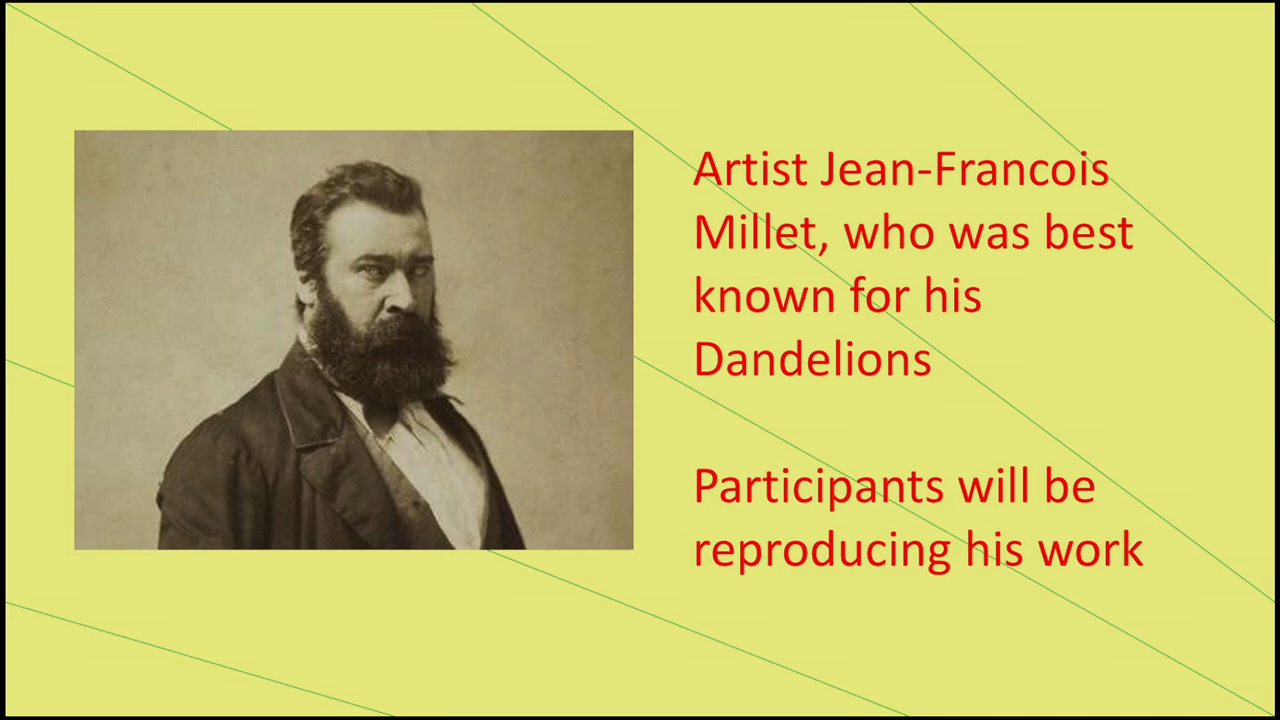 Artist Jean-Francois
Millet, who was best
known for his
Dandelions
Participants will be
reproducing his work